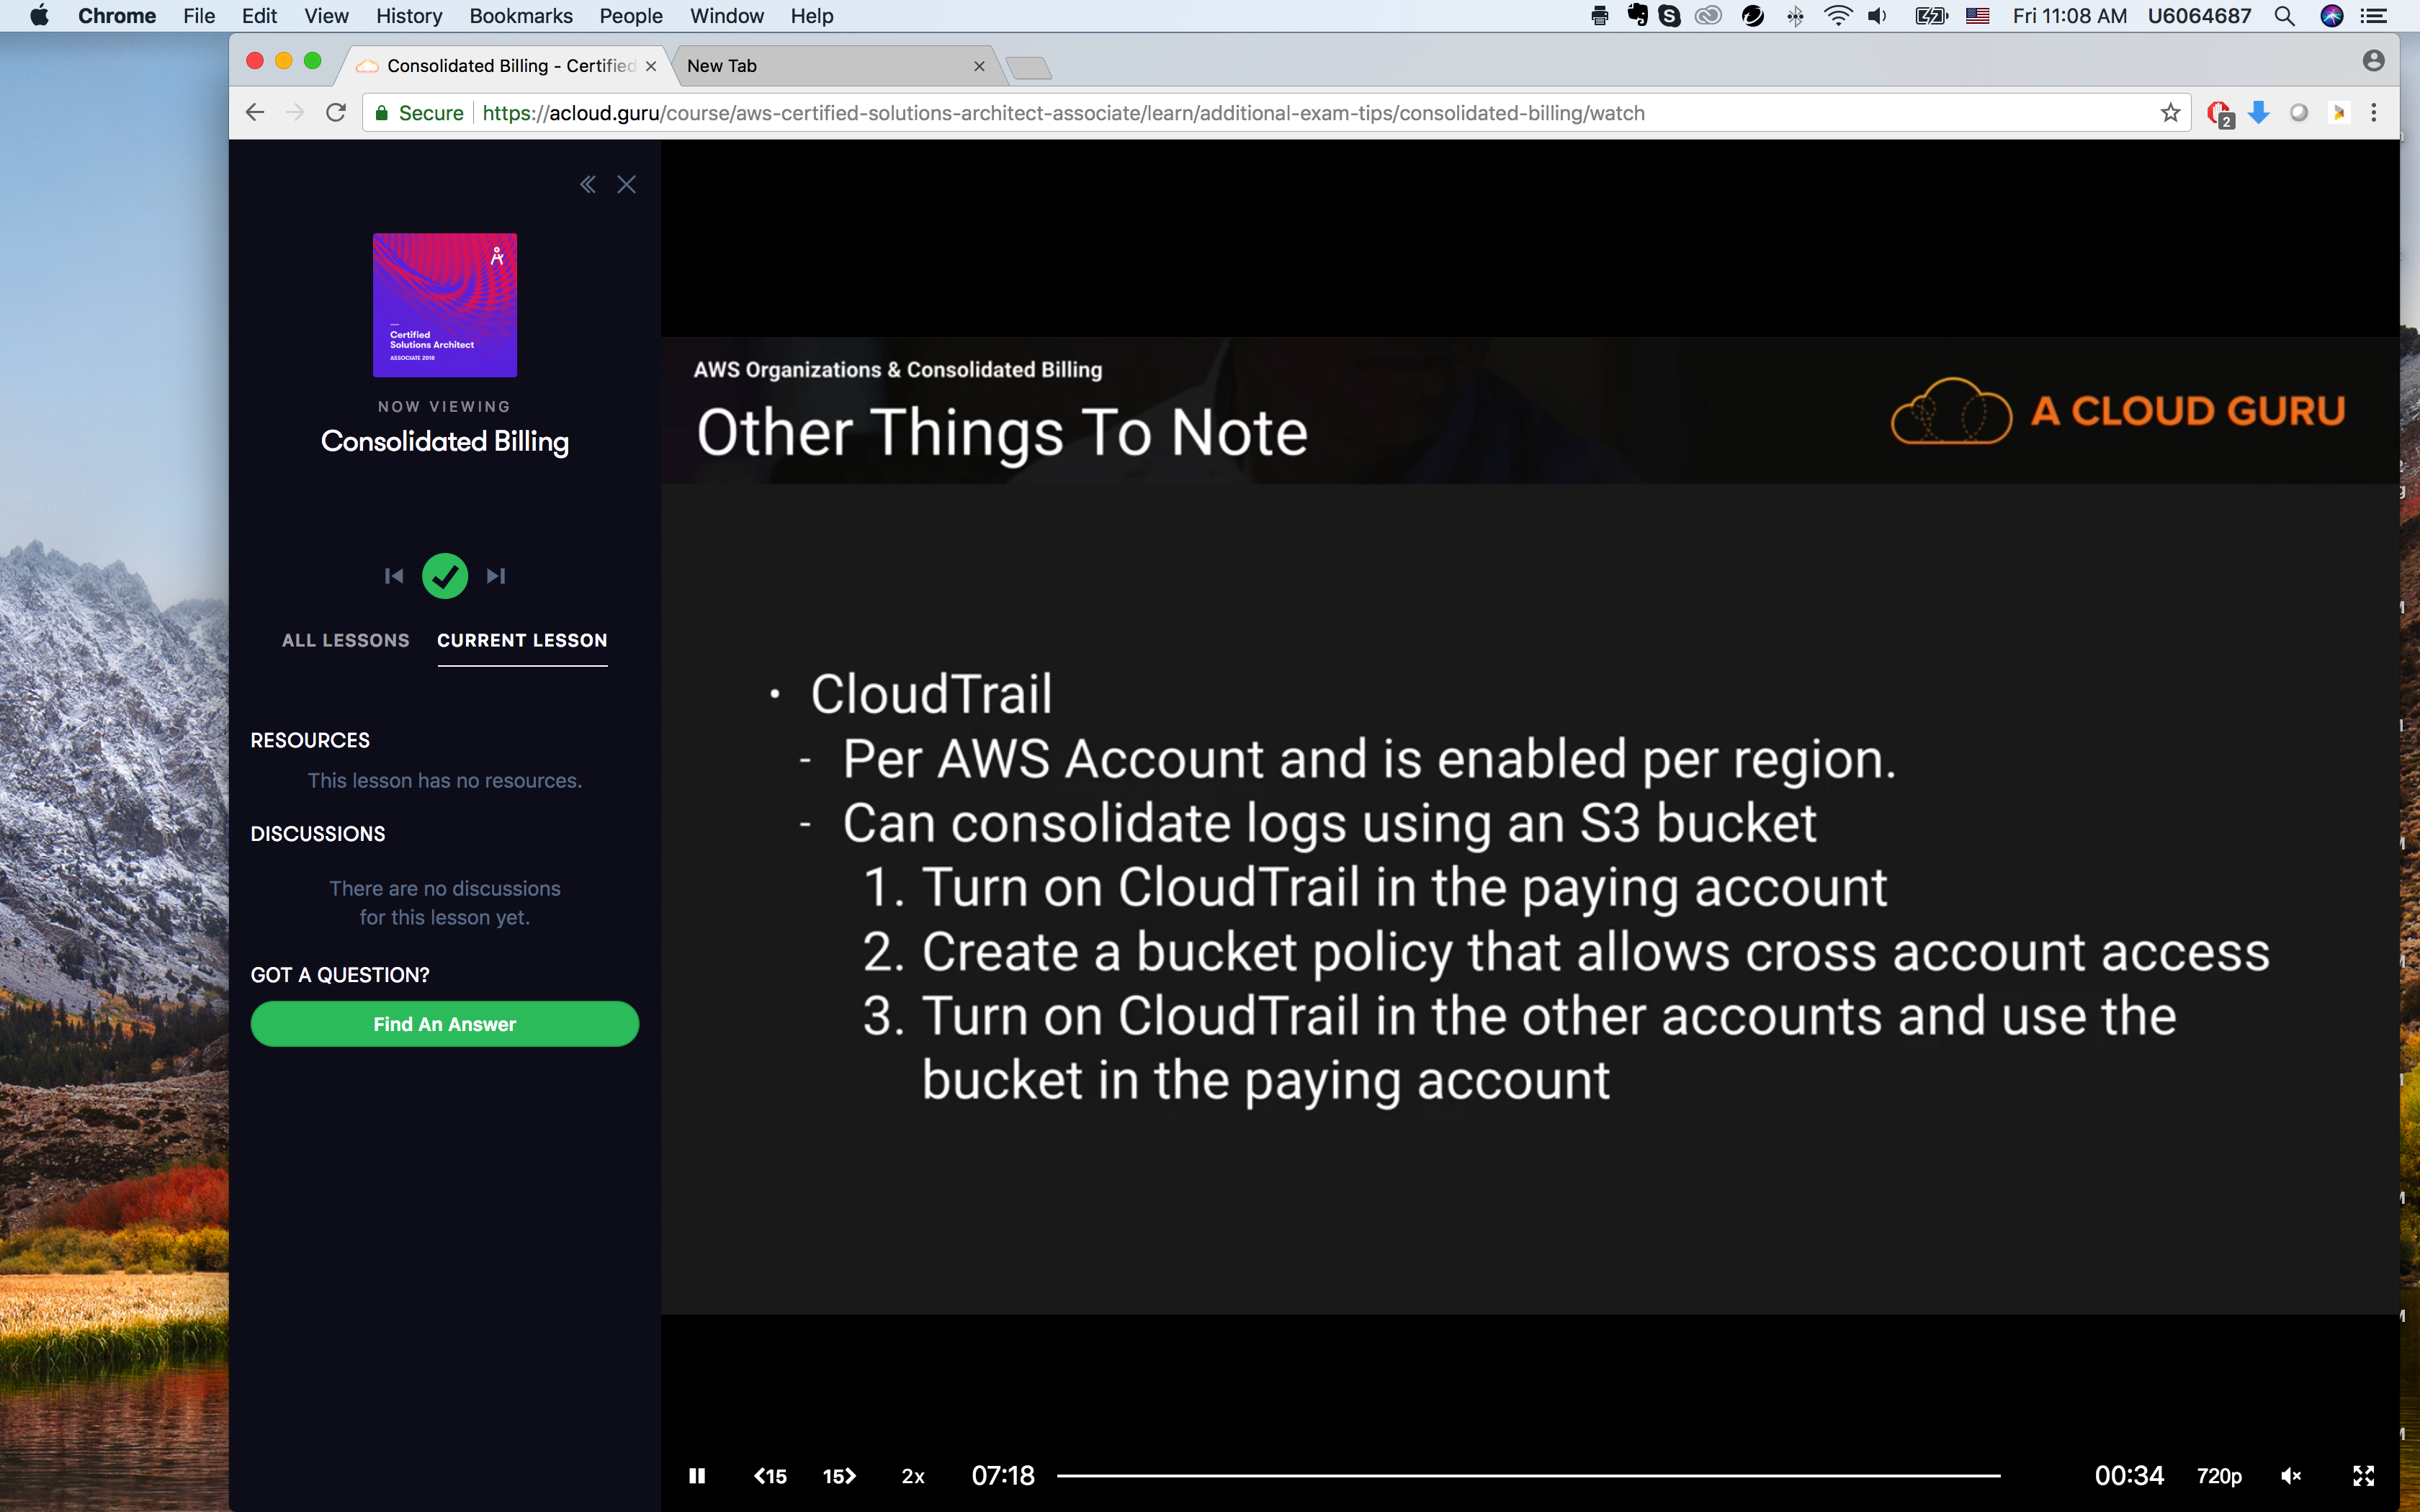 Chrome File Edit View History Bookmarks People Window Help
Fri 11:08 AM U6064687
Consolidated Billing - Certified
New Tab
Secure https://acloud.guru/course/aws-certified-solutions-architect-associate/learn/additional-exam-tips/consolidated-billing/watch
2
Certified
Solutions Architect
ASSOCIATE 2018
NOW VIEWING
Consolidated Billing
ALL LESSONS CURRENT LESSON
RESOURCES
This lesson has no resources.
DISCUSSIONS
There are no discussions
for this lesson yet.
GOT A QUESTION?
Find An Answer
AWS Organizations & Consolidated Billing
Other Things To Note
A CLOUD GURU
• CloudTrail
- Per AWS Account and is enabled per region.
- Can consolidate logs using an S3 bucket
1. Turn on CloudTrail in the paying account
2. Create a bucket policy that allows cross account access
3. Turn on CloudTrail in the other accounts and use the
bucket in the paying account
<15 15> 2x 07:18 00:34 720p